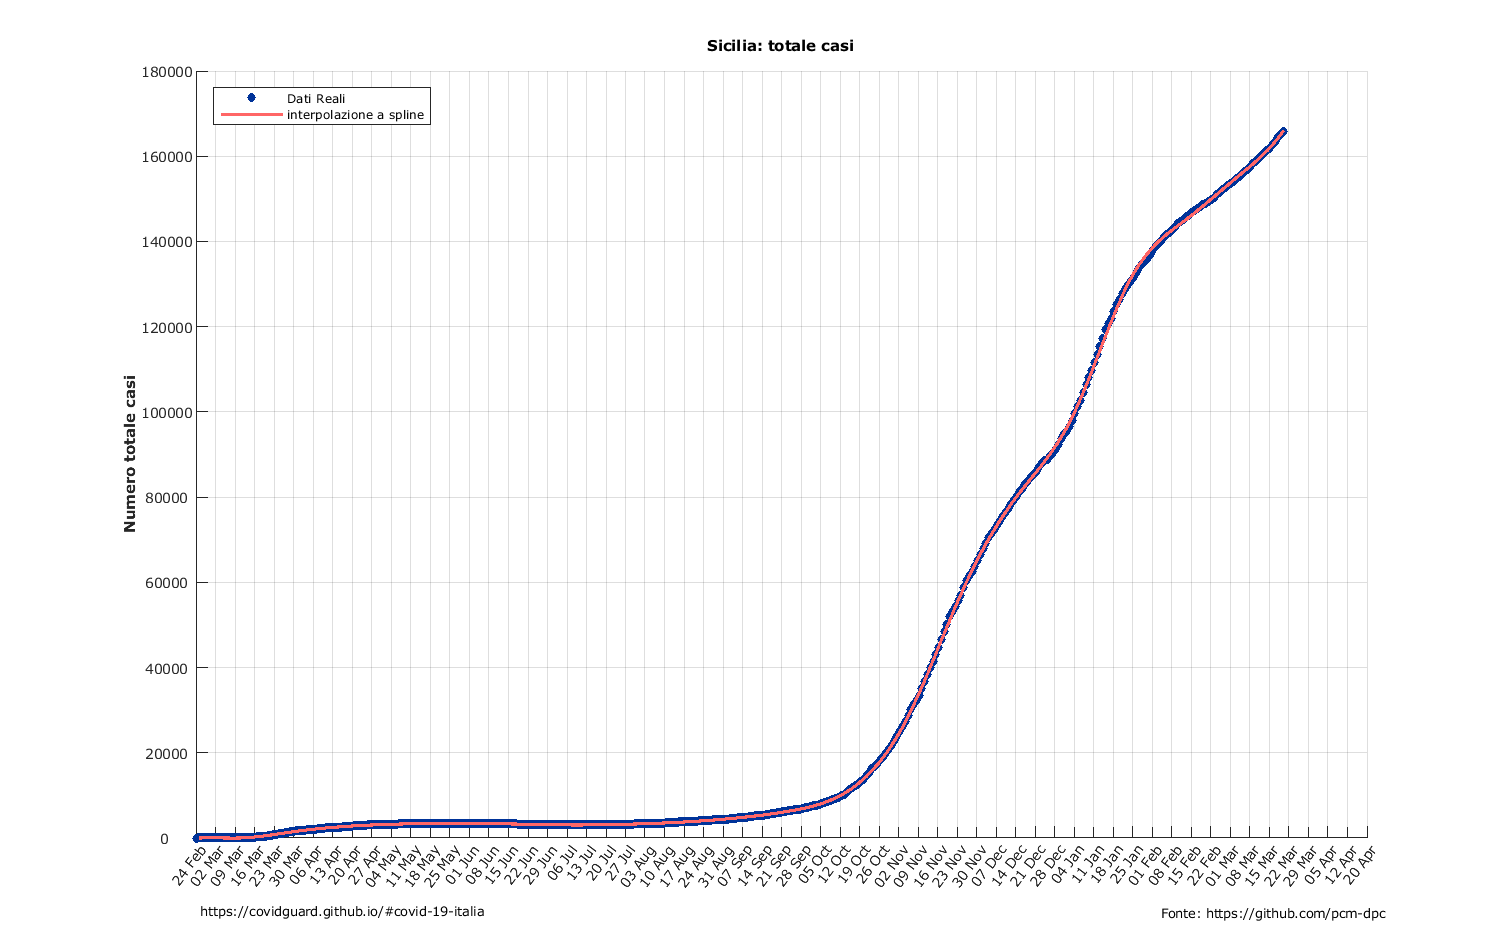 Sicilia: totale casi
180000
160000
140000
120000
100000
80000
60000
40000
20000
0
Numero totale casi
Dati Reali
interpolazione a spline
24 Feb
02 Mar
09 Mar
16 Mar
23 Mar
30 Mar
06 Apr
13 Apr
20 Apr
27 Apr
04 May
11 May
18 May
25 May
01 Jun
08 Jun
15 Jun
22 Jun
29 Jun
06 Jul
13 Jul
20 Jul
27 Jul
03 Aug
10 Aug
17 Aug
24 Aug
31 Aug
07 Sep
14 Sep
21 Sep
28 Sep
05 Oct
12 Oct
19 Oct
26 Oct
02 Nov
09 Nov
16 Nov
23 Nov
30 Nov
07 Dec
14 Dec
21 Dec
28 Dec
04 Jan
11 Jan
18 Jan
25 Jan
01 Feb
08 Feb
15 Feb
22 Feb
01 Mar
08 Mar
15 Mar
22 Mar
29 Mar
05 Apr
12 Apr
20 Apr
https://covidguard.github.io/#covid-19-italia
Fonte: https://github.com/pcm-dpc